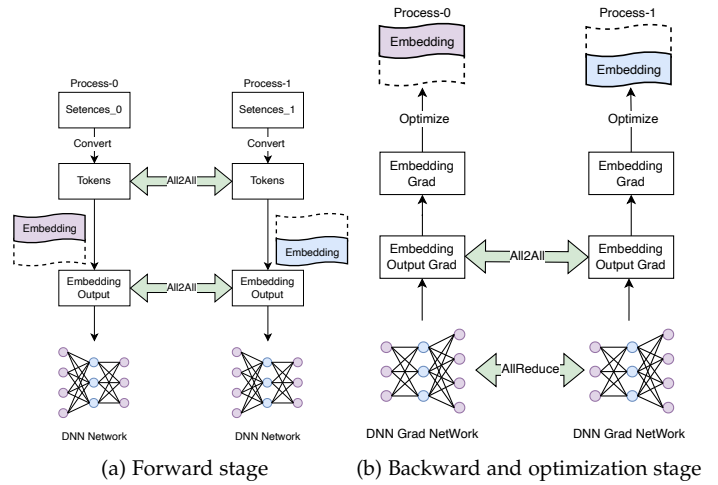 Process-0
Process-1
Setences_0
Setences_1
Convert
Convert
Tokens
All2All
Tokens
Embedding
Embedding
Embedding
Output
All2All
Embedding
Output
DNN Network
DNN Network
(a) Forward stage
Process-0
Process-1
Embedding
Embedding
Optimize
Optimize
Embedding
Grad
Embedding
Grad
Embedding
Output Grad
All2All
Embedding
Output Grad
AllReduce
DNN Grad NetWork
DNN Grad NetWork
(b) Backward and optimization stage